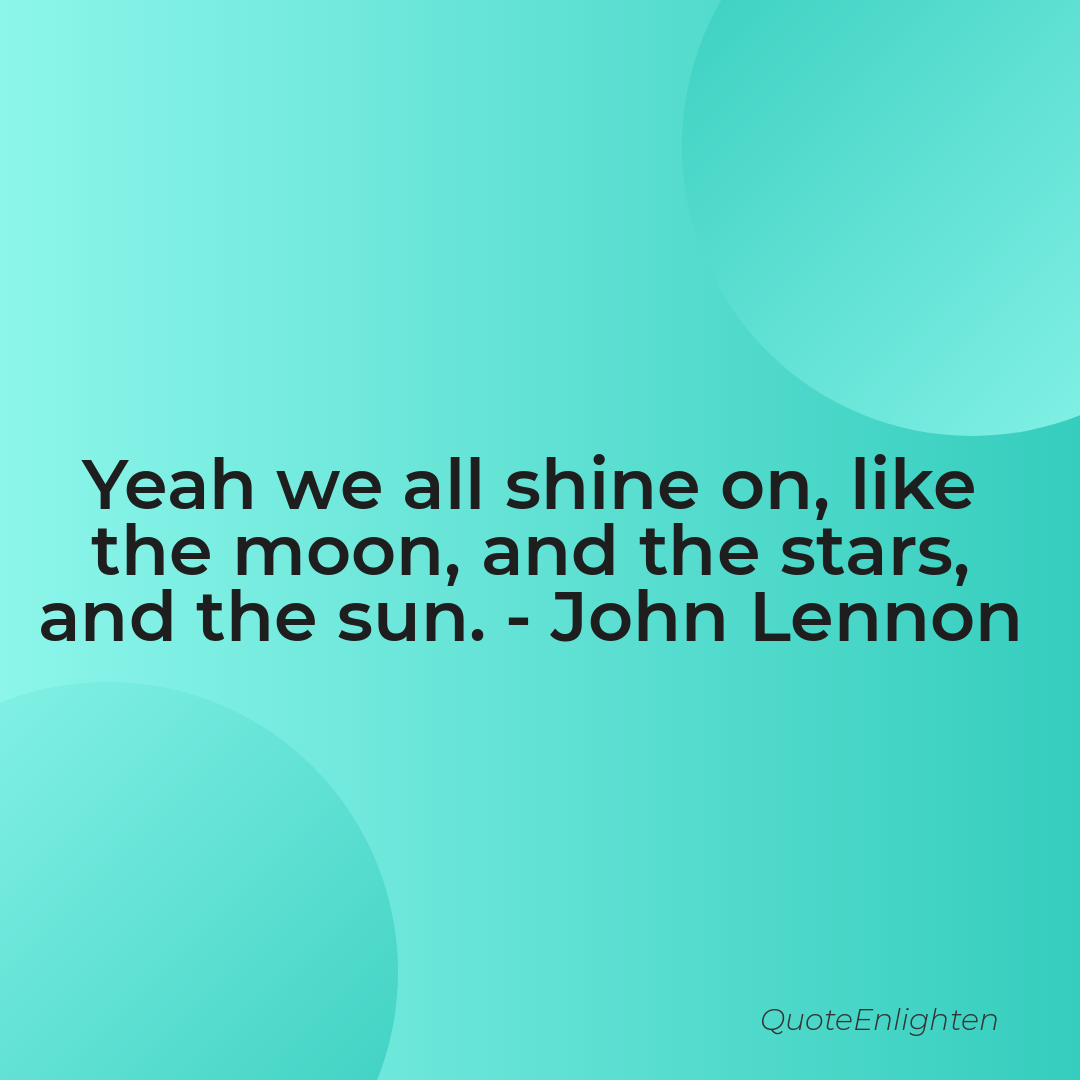 Yeah we all shine on, like
the moon, and the stars,
and the sun. - John Lennon
QuoteEnlighten